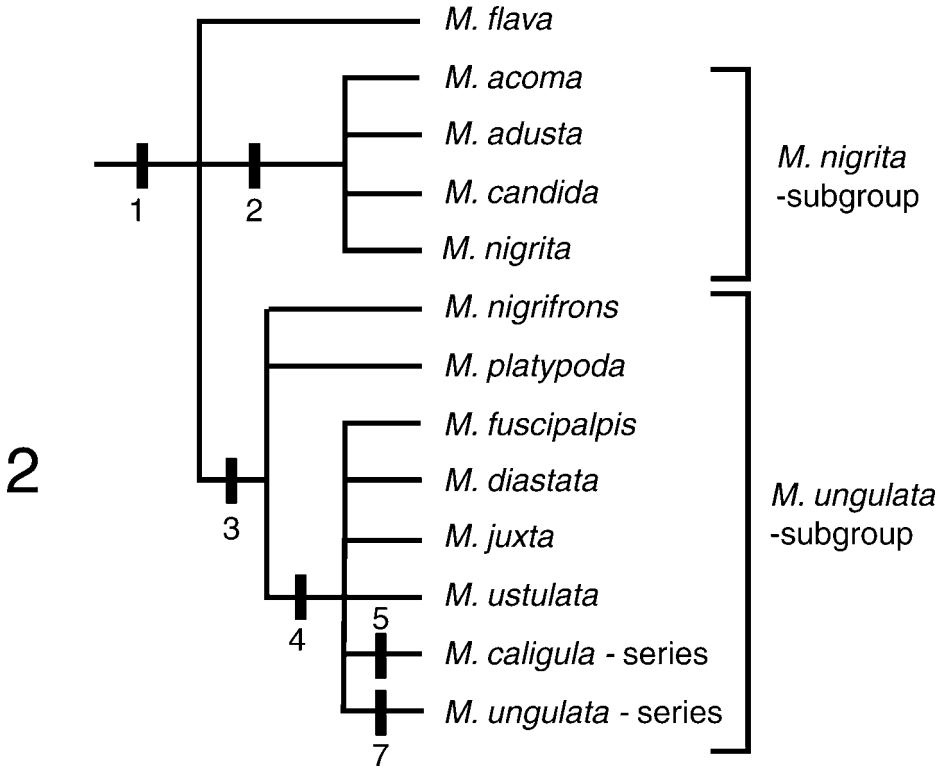 M. flava
M. acoma
M. adusta
M. candida
M. nigrita
M. nigrita
-subgroup
1
2
M. nigrifrons
M. platypoda
M. fuscipalpis
M. diastata
M. juxta
M. ustulata
M. caligula - series
M. ungulata - series
M. ungulata
-subgroup
2
3
4
5
7